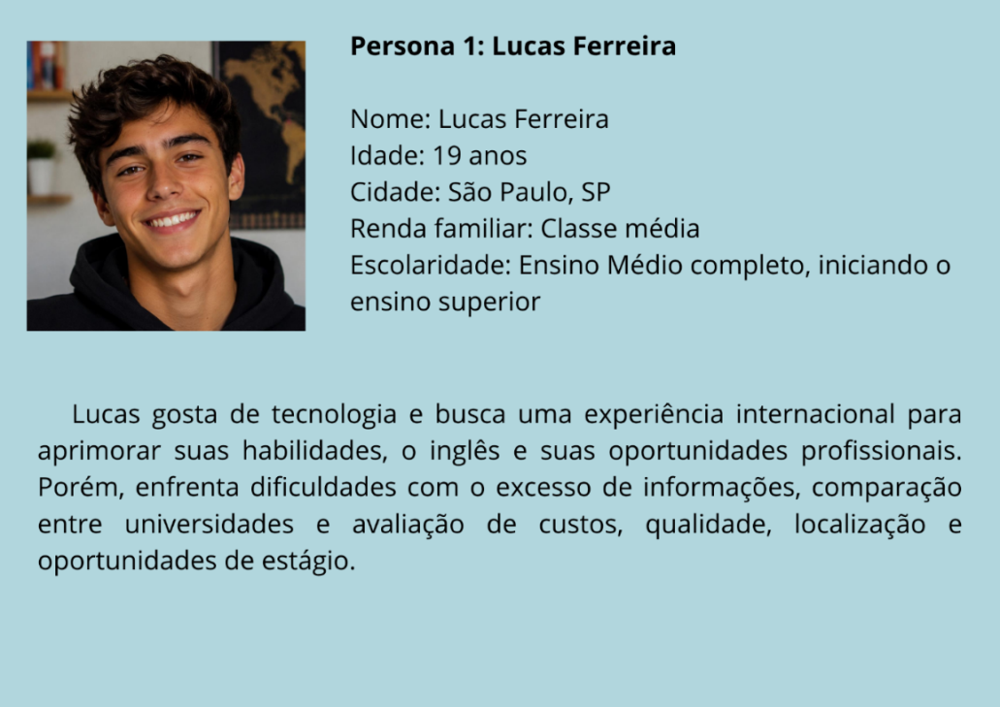 Persona 1: Lucas Ferreira
Nome: Lucas Ferreira
Idade: 19 anos
Cidade: São Paulo, SP
Renda familiar: Classe média
Escolaridade: Ensino Médio completo, iniciando o
ensino superior
Lucas gosta de tecnologia e busca uma experiência internacional para
aprimorar suas habilidades, o inglês e suas oportunidades profissionais.
Porém, enfrenta dificuldades com o excesso de informações, comparação
entre universidades e avaliação de custos, qualidade, localização e
oportunidades de estágio.